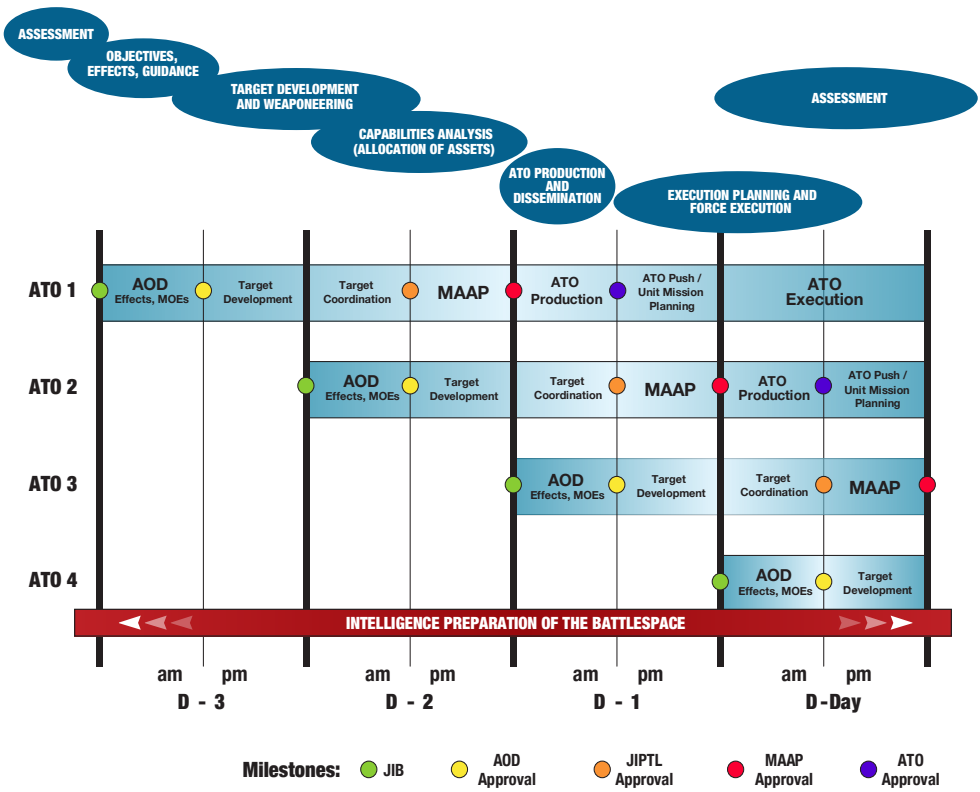 ASSESSMENT
OBJECTIVES,
EFFECTS, GUIDANCE
TARGET DEVELOPMENT
AND WEAPONEERING
ASSESSMENT
CAPABILITIES ANALYSIS
(ALLOCATION OF ASSETS)
ATO PRODUCTION
AND
DISSEMINATION
EXECUTION PLANNING AND
FORCE EXECUTION
ATO 1
AOD
Effects, MOEs
Target
Development
Target
Coordination
MAAP
ATO
Production
ATO Push /
Unit Mission
Planning
ATO
Execution
ATO 2
AOD
Effects, MOEs
Target
Development
Target
Coordination
MAAP
ATO
Production
ATO Push /
Unit Mission
Planning
ATO 3
AOD
Effects, MOEs
Target
Development
Target
Coordination
MAAP
ATO 4
AOD
Effects, MOEs
Target
Development
INTELLIGENCE PREPARATION OF THE BATTLESPACE
am pm am pm am pm am pm
D - 3 D - 2 D - 1 D-Day
Milestones:
JIB
AOD
Approval
JIPTL
Approval
MAAP
Approval
ATO
Approval